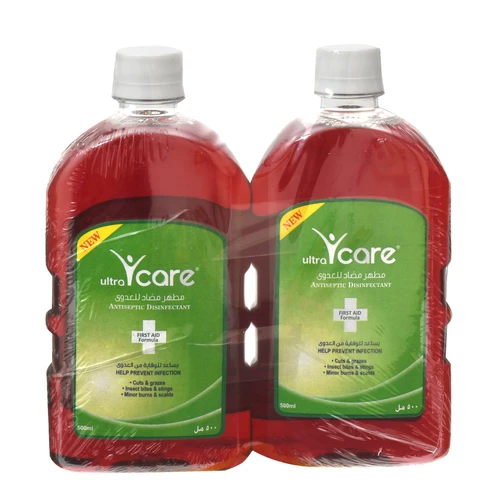 NEW
ultra Ycare®
مطهر مضاد للعدوى
ANTISEPTIC DISINFECTANT
FIRST AID
Formula
يساعد للوقاية من العدوى
HELP PREVENT INFECTION
• Cuts & grazes
• Insect bites & stings
• Minor burns & scalds
500ml
٥٠٠ مل
NEW
ultra Ycare®
مطهر مضاد للعدوى
ANTISEPTIC DISINFECTANT
FIRST AID
Formula
يساعد للوقاية من العدوى
HELP PREVENT INFECTION
• Cuts & grazes
• Insect bites & stings
• Minor burns & scalds
500ml
٥٠٠ مل